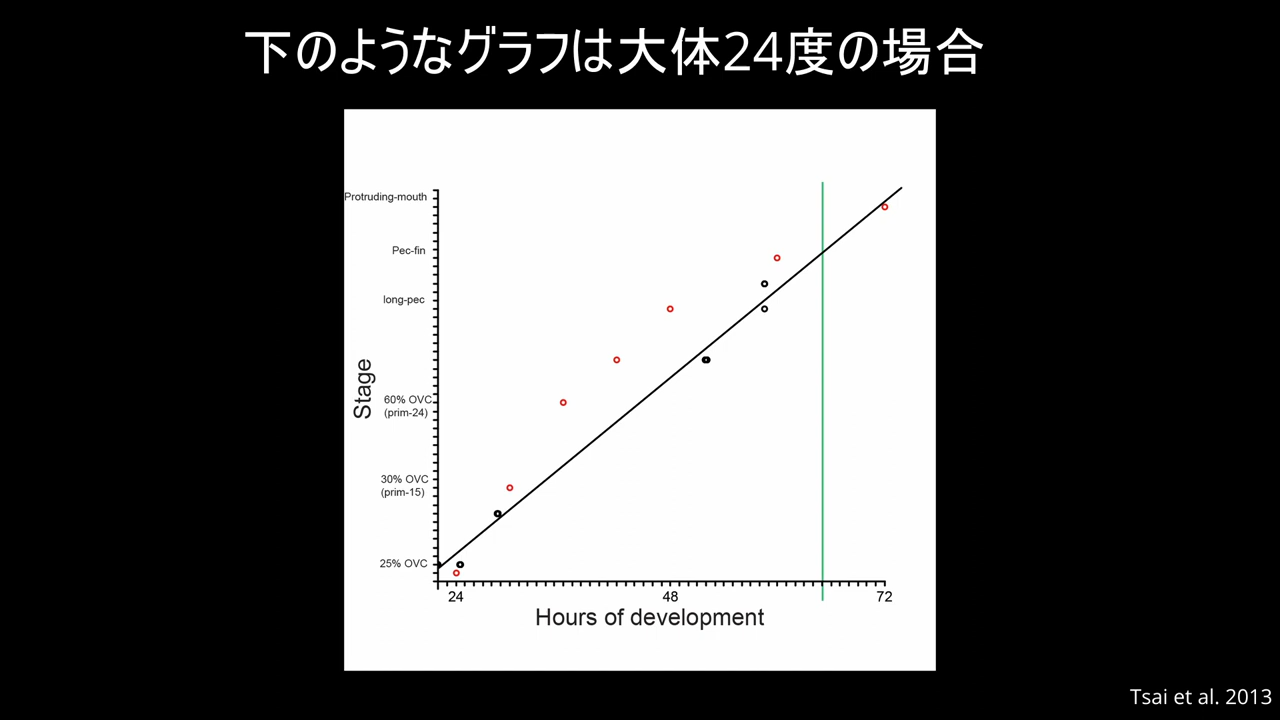 下のようなグラフは大体24度の場合
Protruding-mouth
Pec-fin
long-pec
Stage
60% OVC
(prim-24)
30% OVC
(prim-15)
25% OVC
24 48 72
Hours of development
Tsai et al. 2013